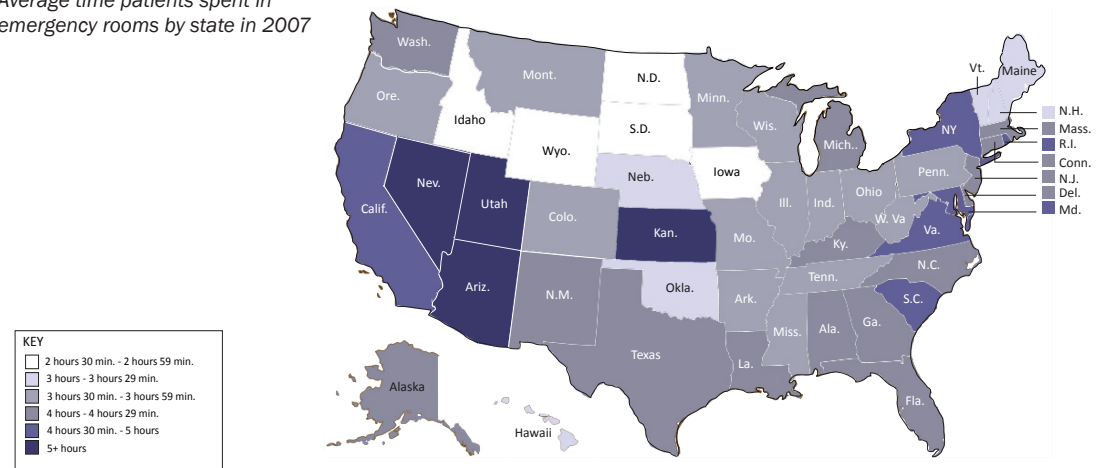 Average time patients spent in
emergency rooms by state in 2007
Wash.
Mont.
N.D.
Minn.
Vt.
Maine
Ore.
Idaho
S.D.
Wis.
Mich..
NY
N.H.
Mass.
R.I.
Conn.
N.J.
Del.
Md.
Wyo.
Iowa
Neb.
Penn.
Nev.
Utah
Colo.
Ill.
Ind.
Ohio
W. Va
Va.
Calif.
Kan.
Mo.
Ky.
Ariz.
N.M.
Okla.
Ark.
Tenn.
N.C.
S.C.
Texas
La.
Miss.
Ala.
Ga.
Fla.
Alaska
Hawaii
KEY
2 hours 30 min. - 2 hours 59 min.
3 hours - 3 hours 29 min.
3 hours 30 min. - 3 hours 59 min.
4 hours - 4 hours 29 min.
4 hours 30 min. - 5 hours
5+ hours